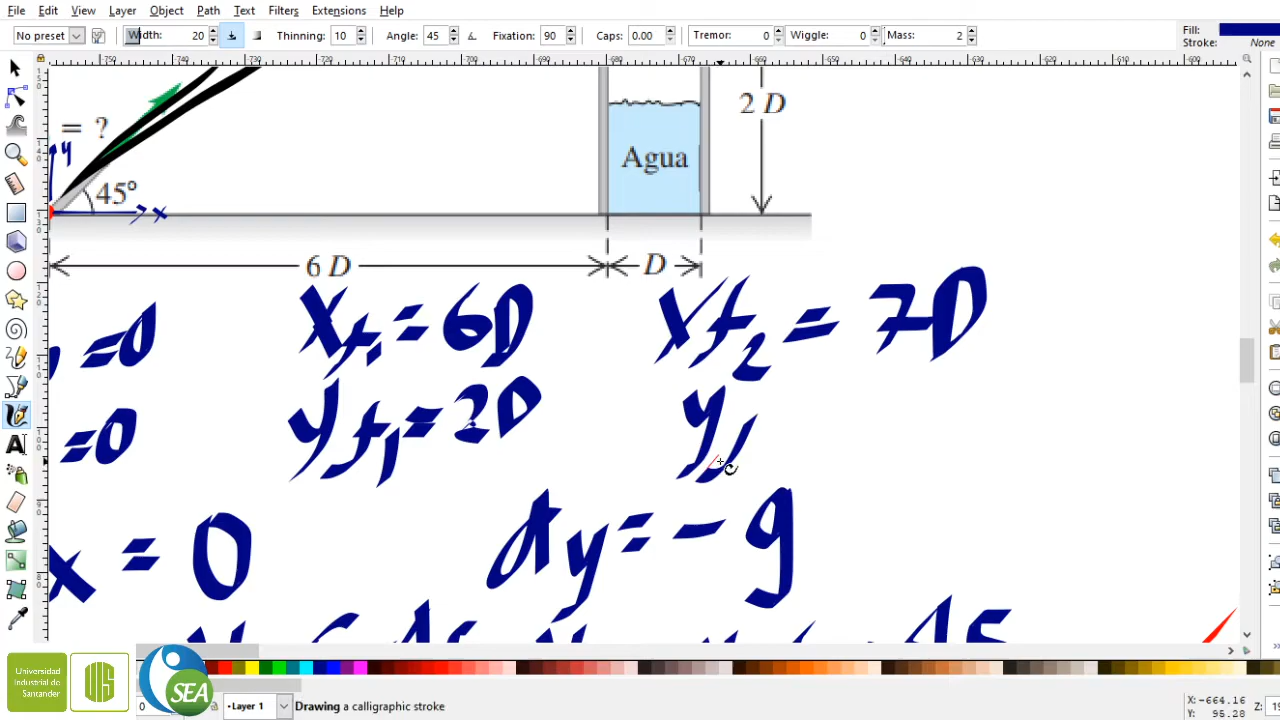 File Edit View Layer Object Path Text Filters Extensions Help
No preset Width: 20 Thinning: 10 Angle: 45 Fixation: 90 Caps: 0.00 Tremor: 0 Wiggle: 0 Mass: 2 Fill:
Stroke: None
= ?
y
45°
x
Agua
2 D
6 D
D
=0 xf1=6D xf2=7D
=0 yf1=2D yf
x=0 ay=-g
Universidad
Industrial de
Santander
UIS
SEA
0 Layer 1 Drawing a calligraphic stroke
X:-664.16
Y: 95.28
Z: